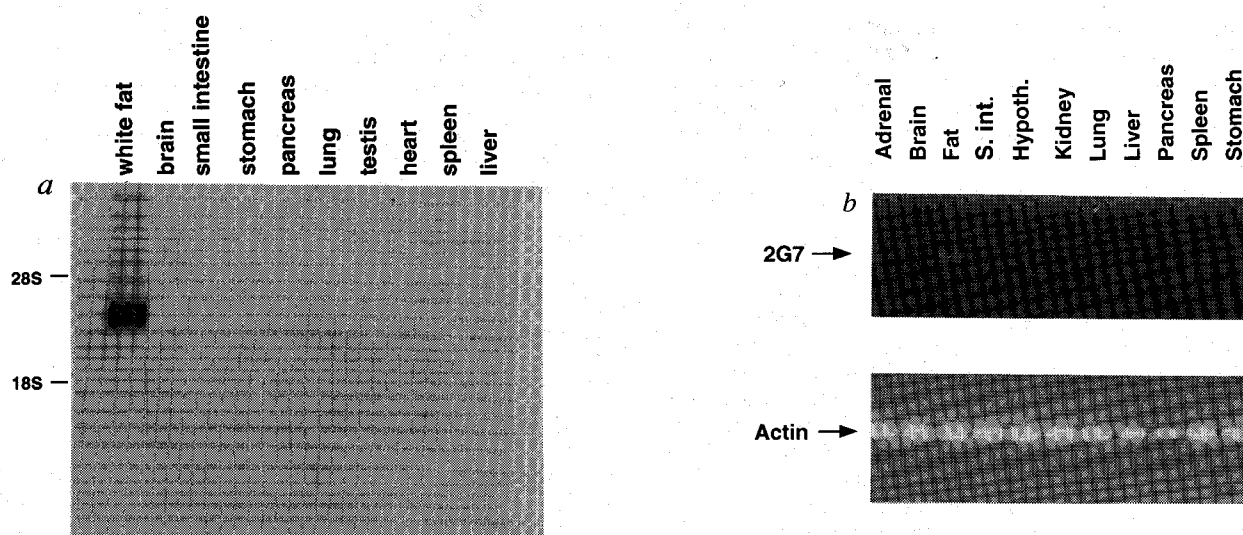 a
white fat
brain
small intestine
stomach
pancreas
lung
testis
heart
spleen
liver
28S
18S
b
Adrenal
Brain
Fat
S. int.
Hypoth.
Kidney
Lung
Liver
Pancreas
Spleen
Stomach
2G7
Actin